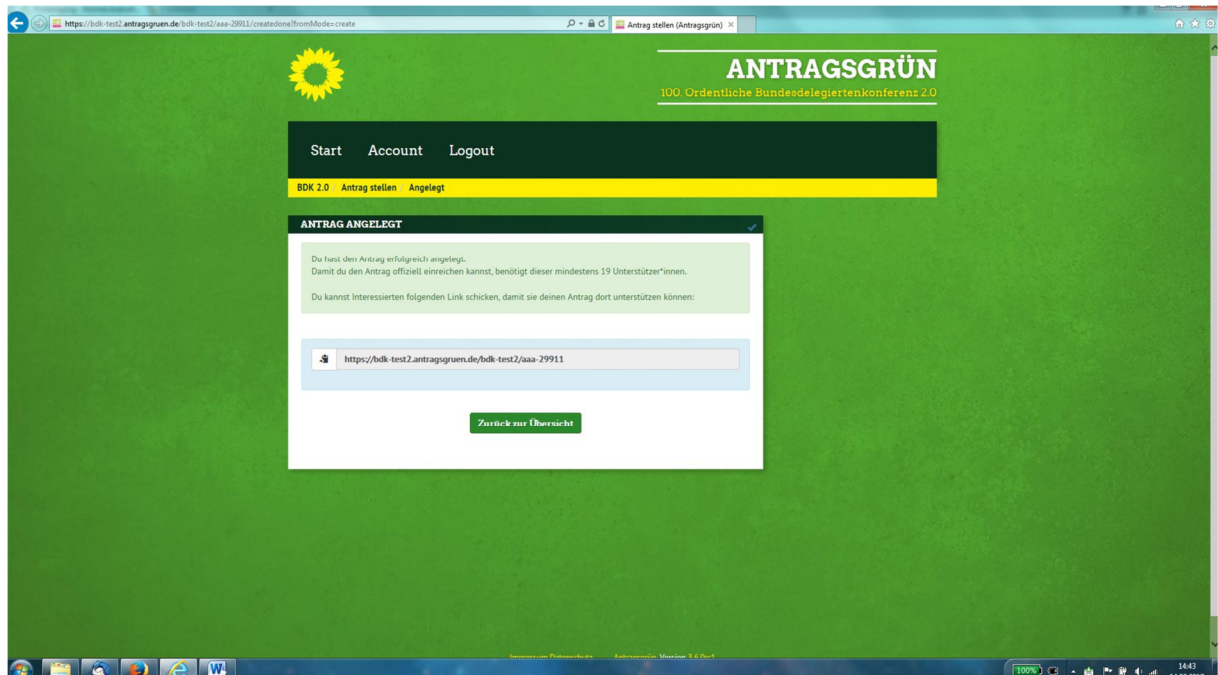 https://bdk-test2.antragsgruen.de/bdk-test2/aaa-29911/createdone?fromMode=create
Antrag stellen (Antragsgrün)
ANTRAGSGRÜN
100. Ordentliche Bundesdelegiertenkonferenz 2.0
Start Account Logout
BDK 2.0 / Antrag stellen / Angelegt
ANTRAG ANGELEGT
Du hast den Antrag erfolgreich angelegt.
Damit du den Antrag offiziell einreichen kannst, benötigt dieser mindestens 19 Unterstützer*innen.
Du kannst Interessierten folgenden Link schicken, damit sie deinen Antrag dort unterstützen können:
https://bdk-test2.antragsgruen.de/bdk-test2/aaa-29911
Zurück zur Übersicht
Impressum Datenschutz Antragsgrün, Version
100%
14:43